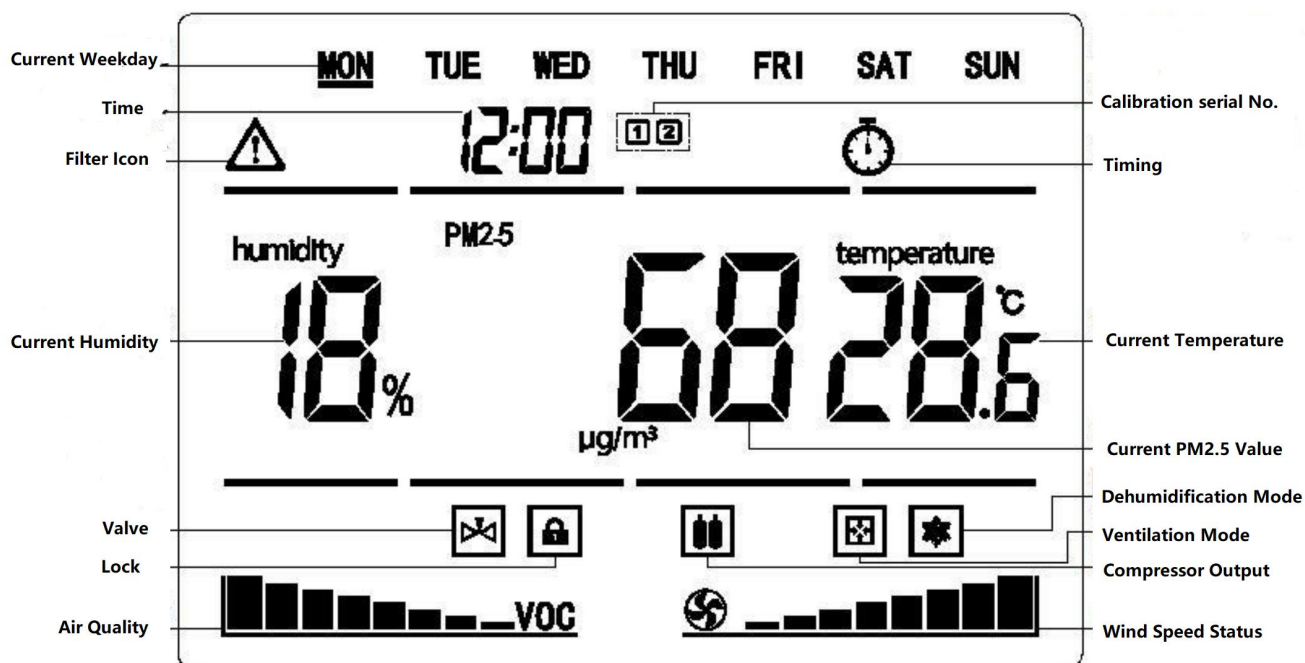 Current Weekday
MON TUE WED THU FRI SAT SUN
Time
12:00
1 2
Calibration serial No.
Filter Icon
Timing
humidity
PM2.5
temperature
Current Humidity
18 %
68
28.6 ℃
Current Temperature
µg/m³
Current PM2.5 Value
Dehumidification Mode
Valve
Ventilation Mode
Lock
Compressor Output
Air Quality
VOC
Wind Speed Status